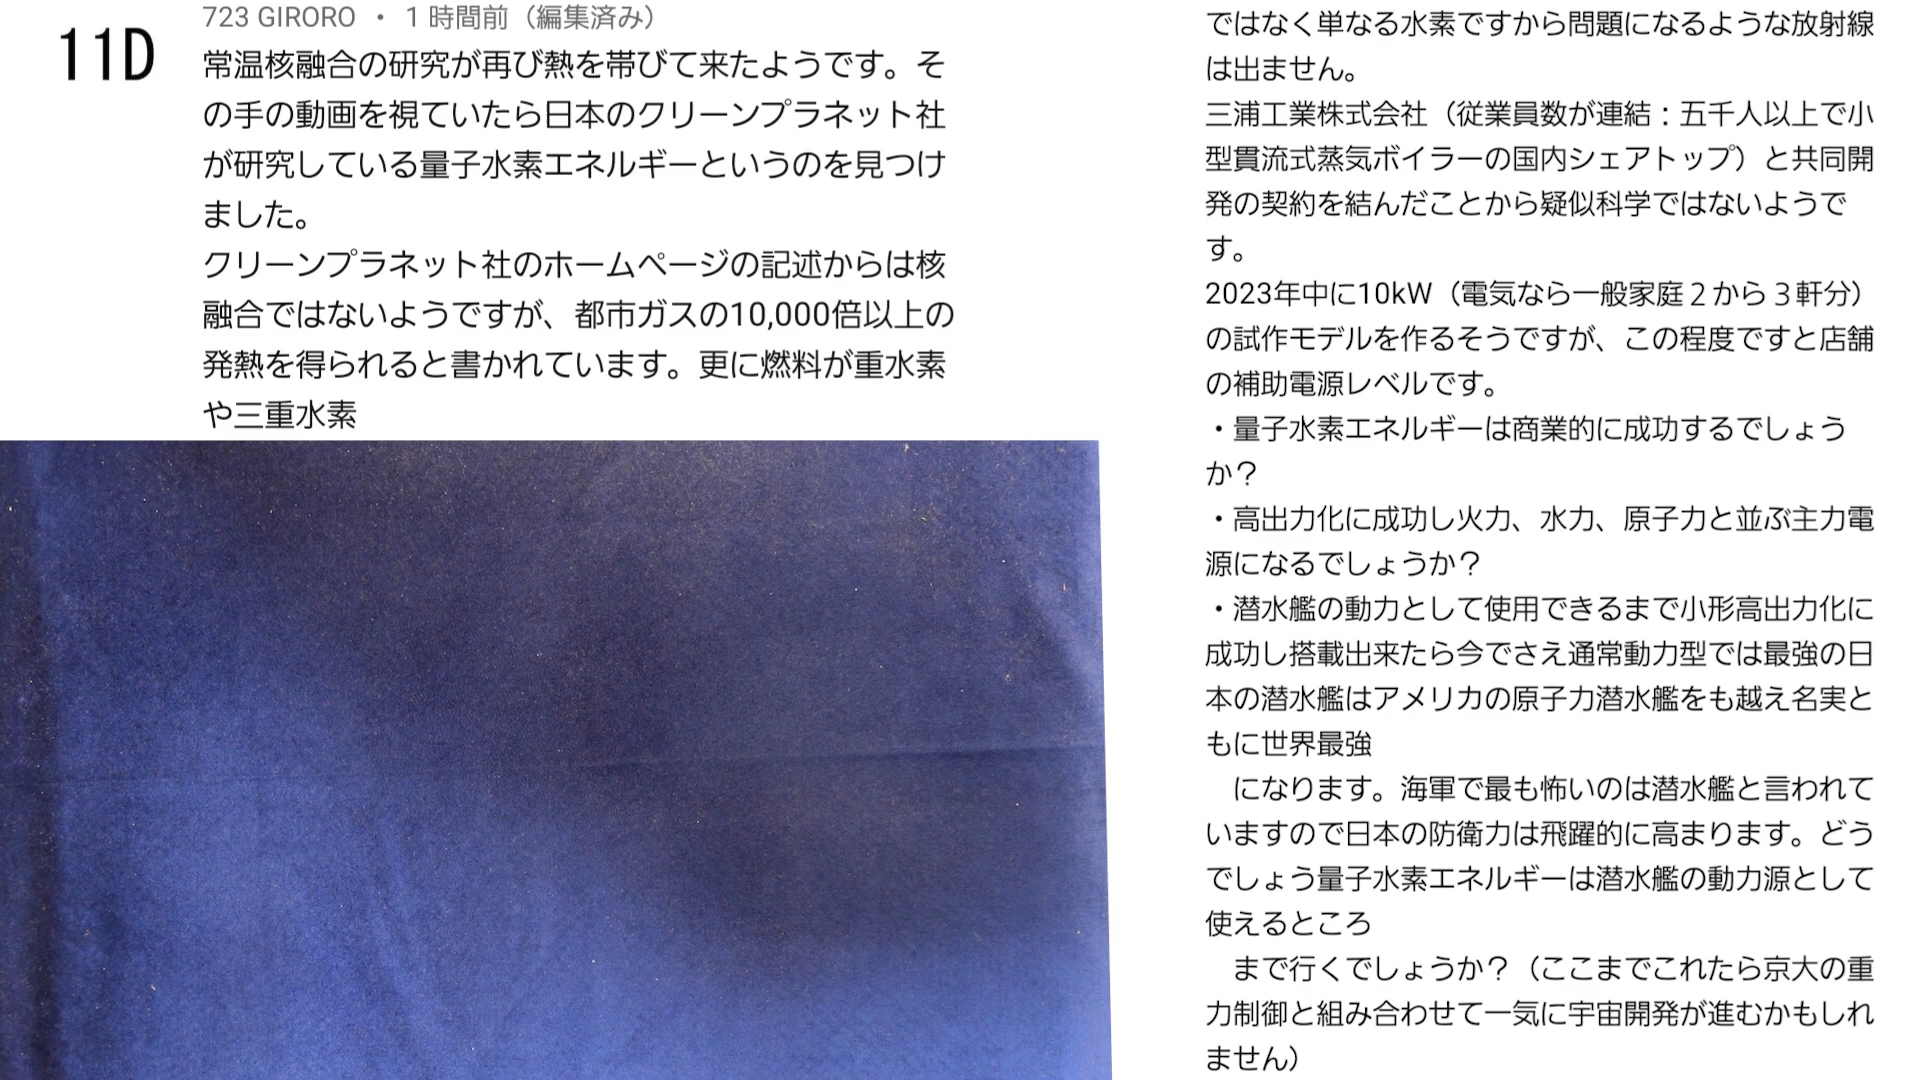 11D
723 GIRORO ・ 1 時間前（編集済み）
常温核融合の研究が再び熱を帯びて来たようです。そ
の手の動画を視ていたら日本のクリーンプラネット社
が研究している量子水素エネルギーというのを見つけ
ました。
クリーンプラネット社のホームページの記述からは核
融合ではないようですが、都市ガスの10,000倍以上の
発熱を得られると書かれています。更に燃料が重水素
や三重水素
ではなく単なる水素ですから問題になるような放射線
は出ません。
三浦工業株式会社（従業員数が連結：五千人以上で小
型貫流式蒸気ボイラーの国内シェアトップ）と共同開
発の契約を結んだことから疑似科学ではないようで
す。
2023年中に10kW（電気なら一般家庭２から３軒分）
の試作モデルを作るそうですが、この程度ですと店舗
の補助電源レベルです。
・量子水素エネルギーは商業的に成功するでしょう
か？
・高出力化に成功し火力、水力、原子力と並ぶ主力電
源になるでしょうか？
・潜水艦の動力として使用できるまで小形高出力化に
成功し搭載出来たら今でさえ通常動力型では最強の日
本の潜水艦はアメリカの原子力潜水艦をも越え名実と
もに世界最強
　になります。海軍で最も怖いのは潜水艦と言われて
いますので日本の防衛力は飛躍的に高まります。どう
でしょう量子水素エネルギーは潜水艦の動力源として
使えるところ
　まで行くでしょうか？（ここまでこれたら京大の重
力制御と組み合わせて一気に宇宙開発が進むかもしれ
ません）